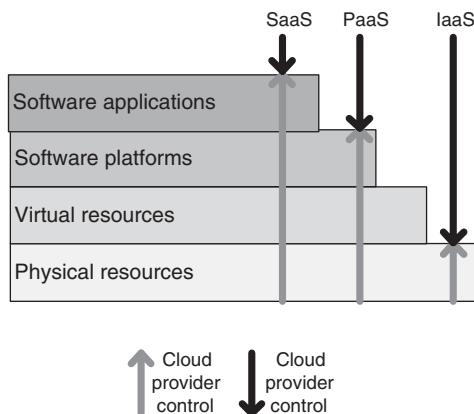 SaaS PaaS IaaS
Software applications
Software platforms
Virtual resources
Physical resources
Cloud
provider
control
Cloud
provider
control